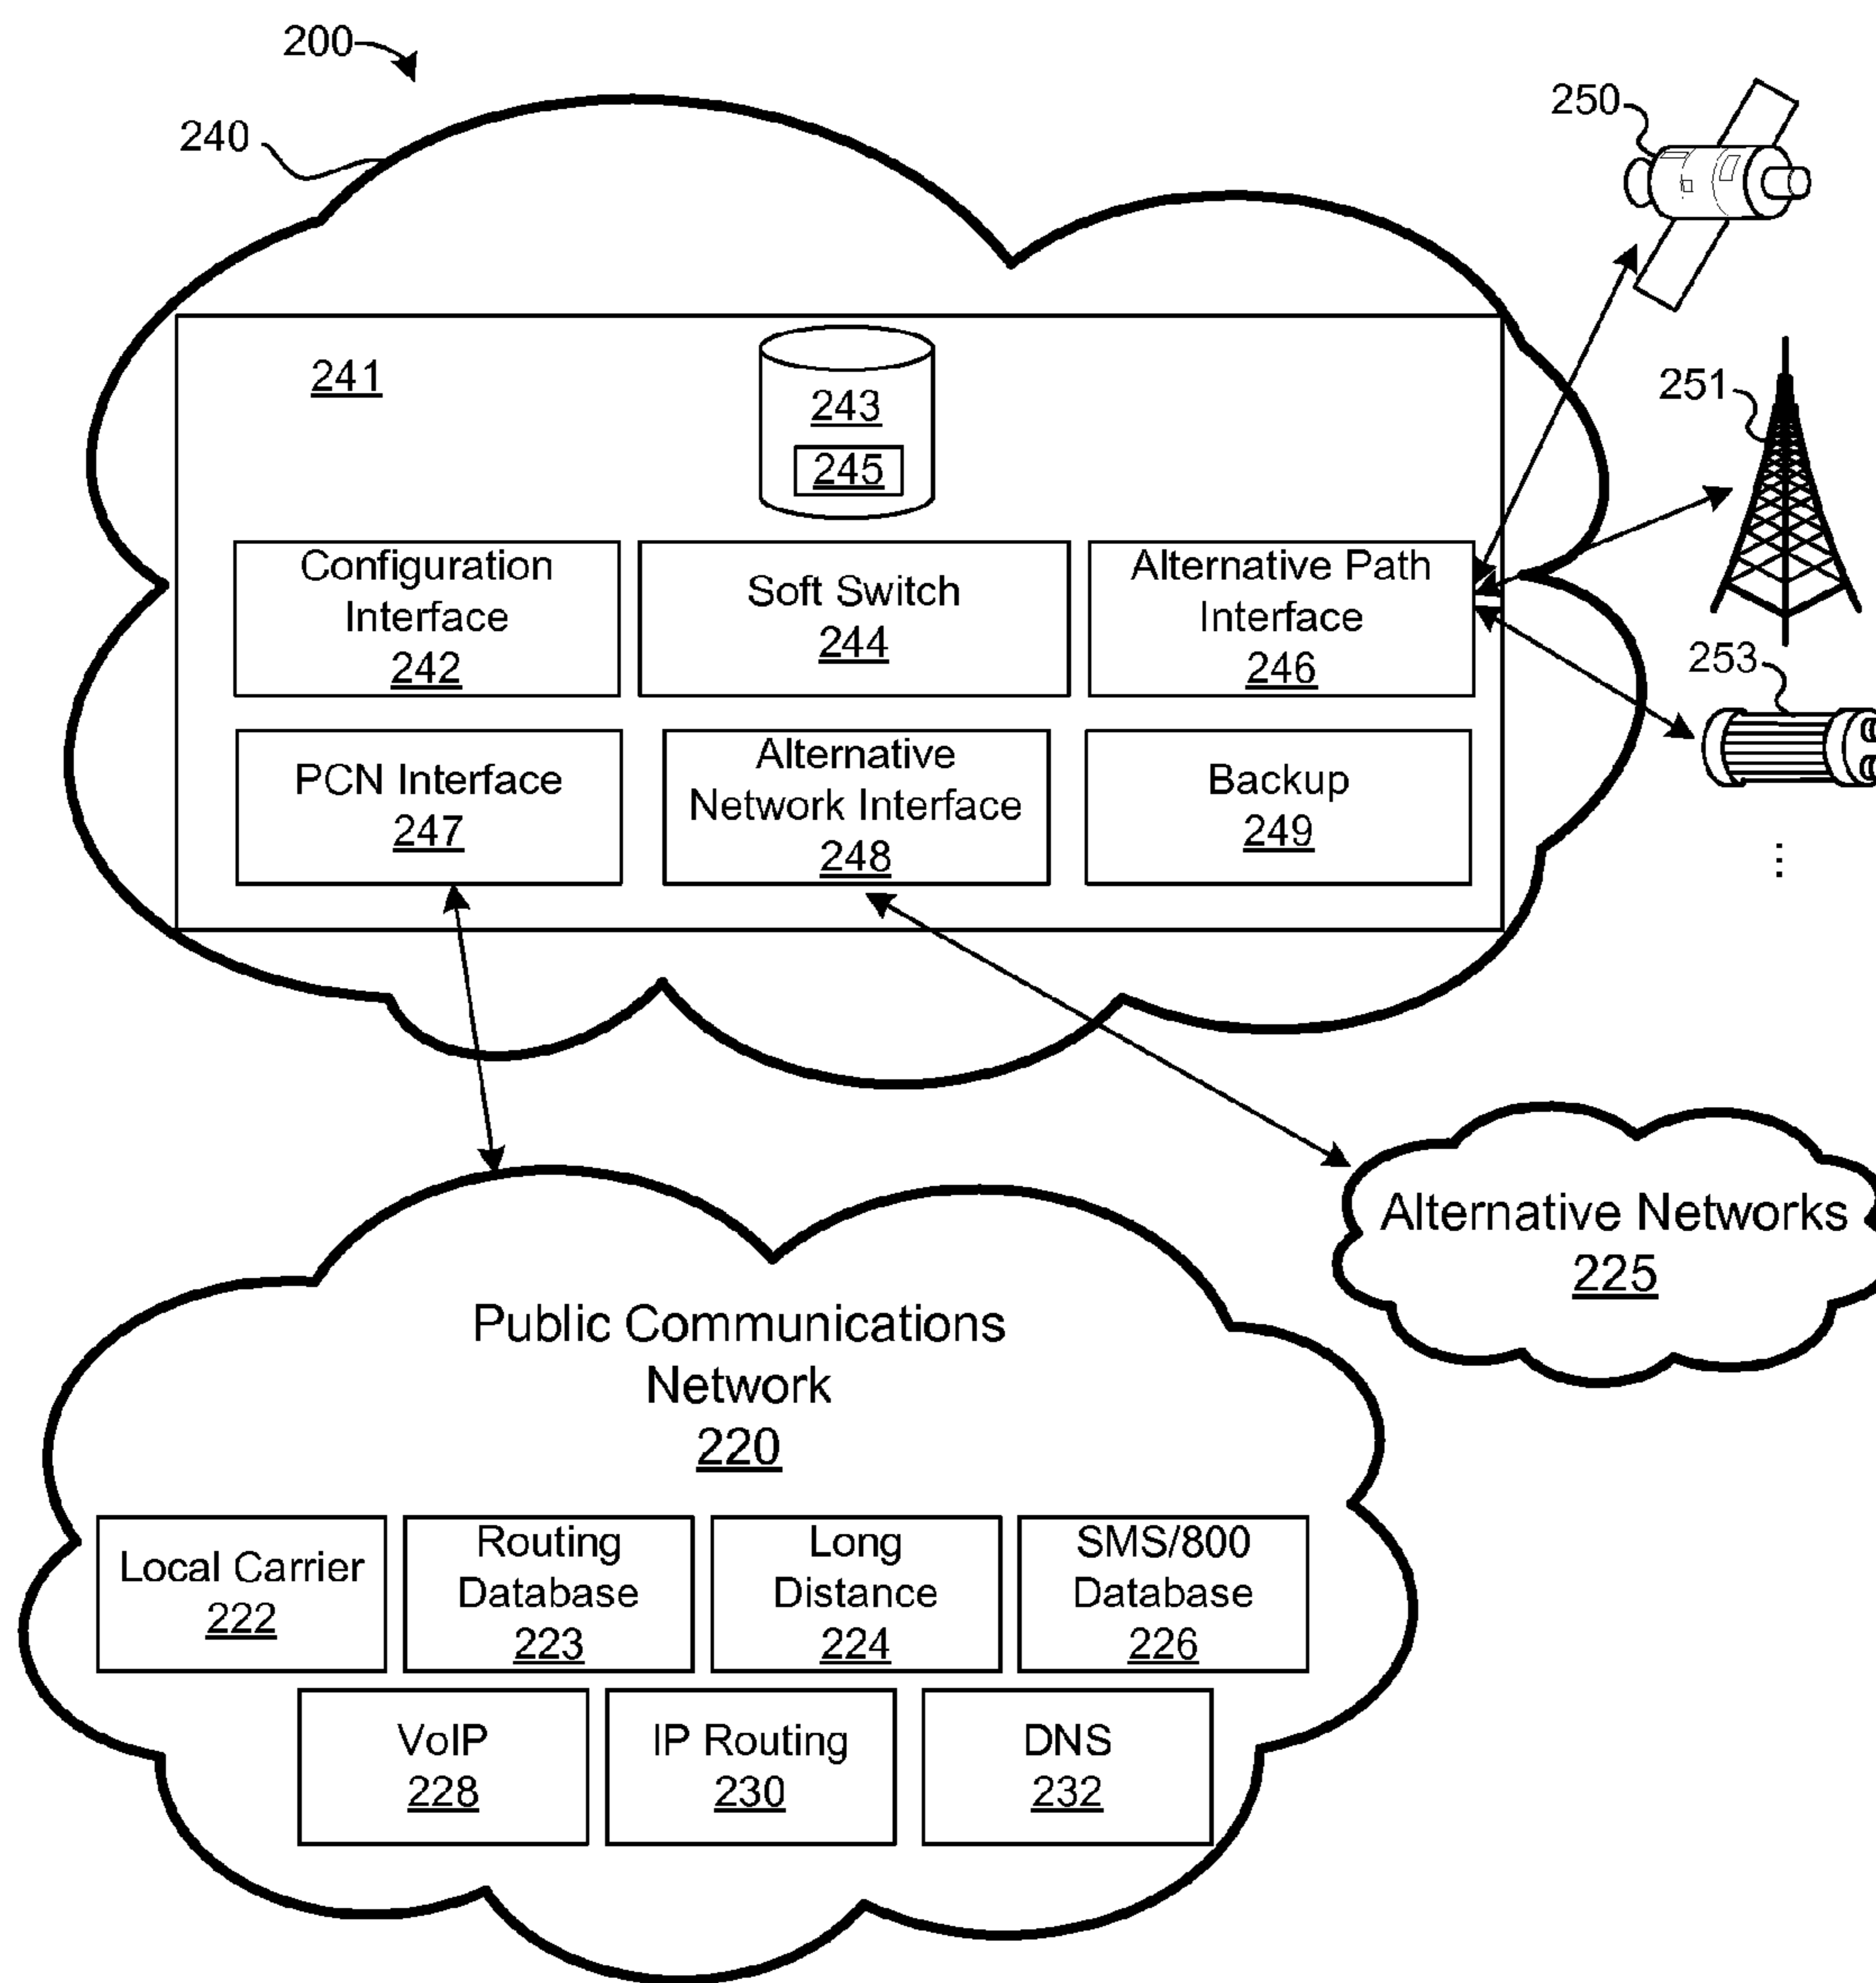 200
240
250
241
243
245
251
Configuration
Interface
242
Soft Switch
244
Alternative Path
Interface
246
253
PCN Interface
247
Alternative
Network Interface
248
Backup
249
Alternative Networks
225
Public Communications
Network
220
Local Carrier
222
Routing
Database
223
Long
Distance
224
SMS/800
Database
226
VoIP
228
IP Routing
230
DNS
232